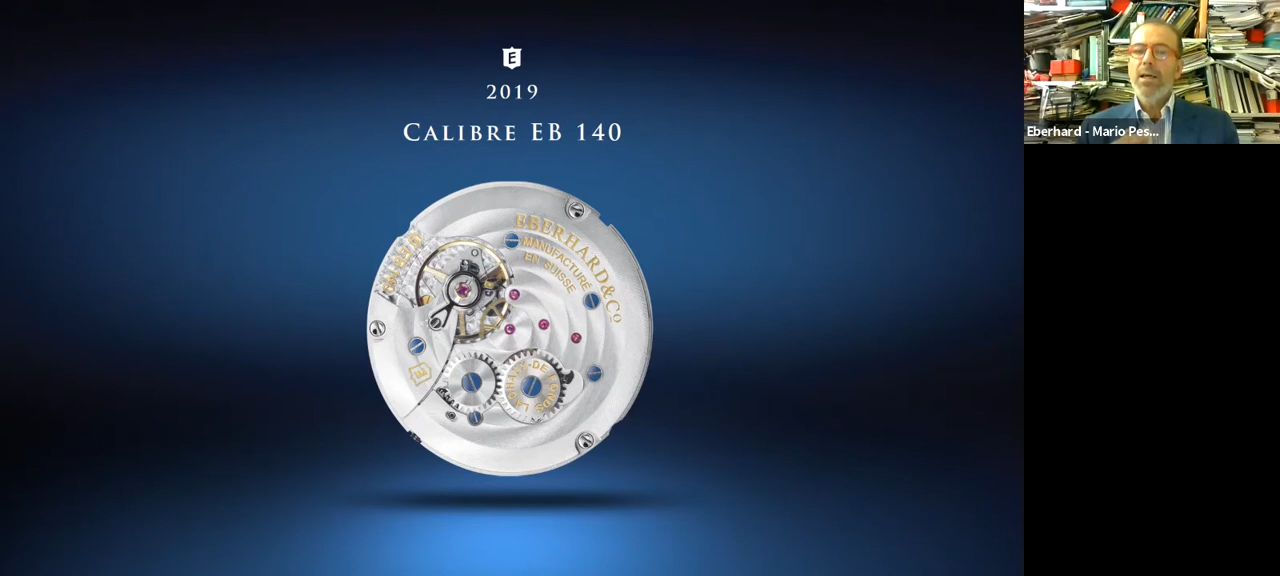 E
2019
CALIBRE EB 140
EBERHARD & Co
MANUFACTURE
EN SUISSE
E
LA CHAUX-DE-FONDS
Eberhard - Mario Pes...